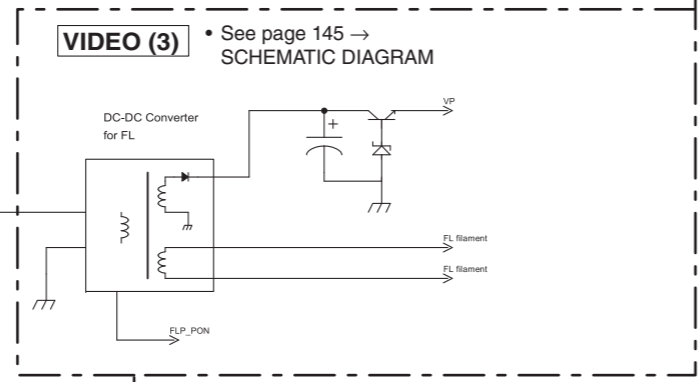 VIDEO (3)
• See page 145 →
SCHEMATIC DIAGRAM
DC-DC Converter
for FL
+
VP
FL filament
FL filament
FLP_PON